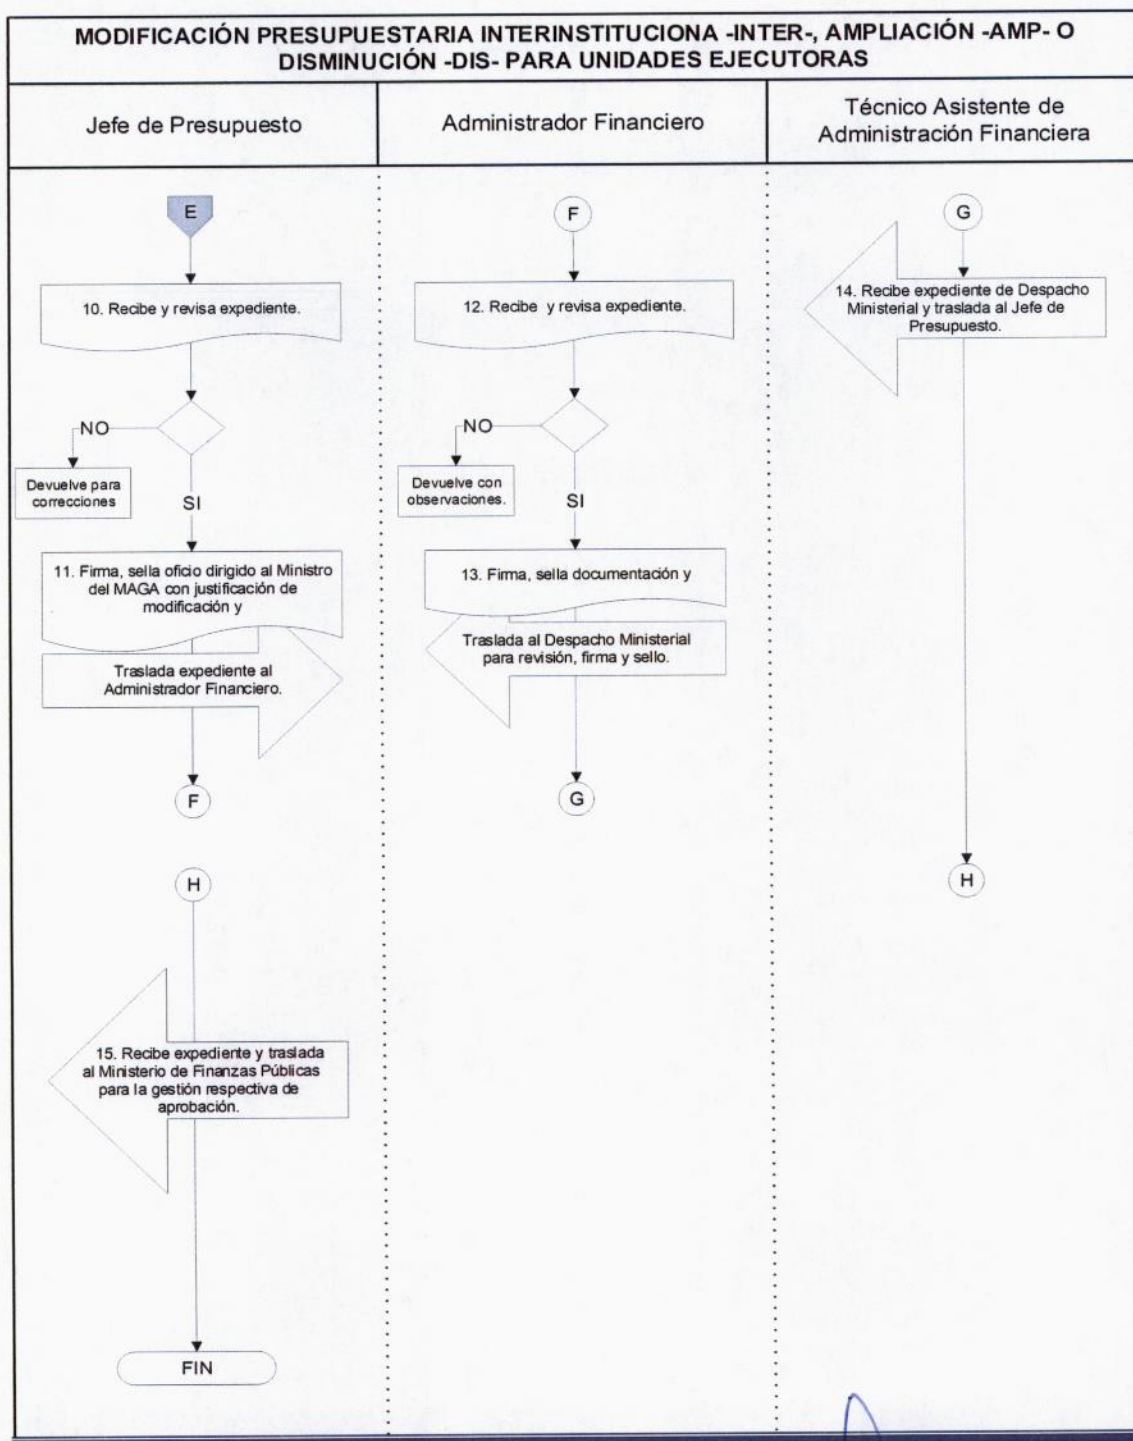 MODIFICACIÓN PRESUPUESTARIA INTERINSTITUCIONA -INTER-, AMPLIACIÓN -AMP- O
DISMINUCIÓN -DIS- PARA UNIDADES EJECUTORAS
Jefe de Presupuesto
Administrador Financiero
Técnico Asistente de
Administración Financiera
E
10. Recibe y revisa expediente.
NO
Devuelve para
correcciones
SI
11. Firma, sella oficio dirigido al Ministro
del MAGA con justificación de
modificación y
Traslada expediente al
Administrador Financiero.
F
H
15. Recibe expediente y traslada
al Ministerio de Finanzas Públicas
para la gestión respectiva de
aprobación.
FIN
F
12. Recibe y revisa expediente.
NO
Devuelve con
observaciones.
SI
13. Firma, sella documentación y
Traslada al Despacho Ministerial
para revisión, firma y sello.
G
G
14. Recibe expediente de Despacho
Ministerial y traslada al Jefe de
Presupuesto.
H